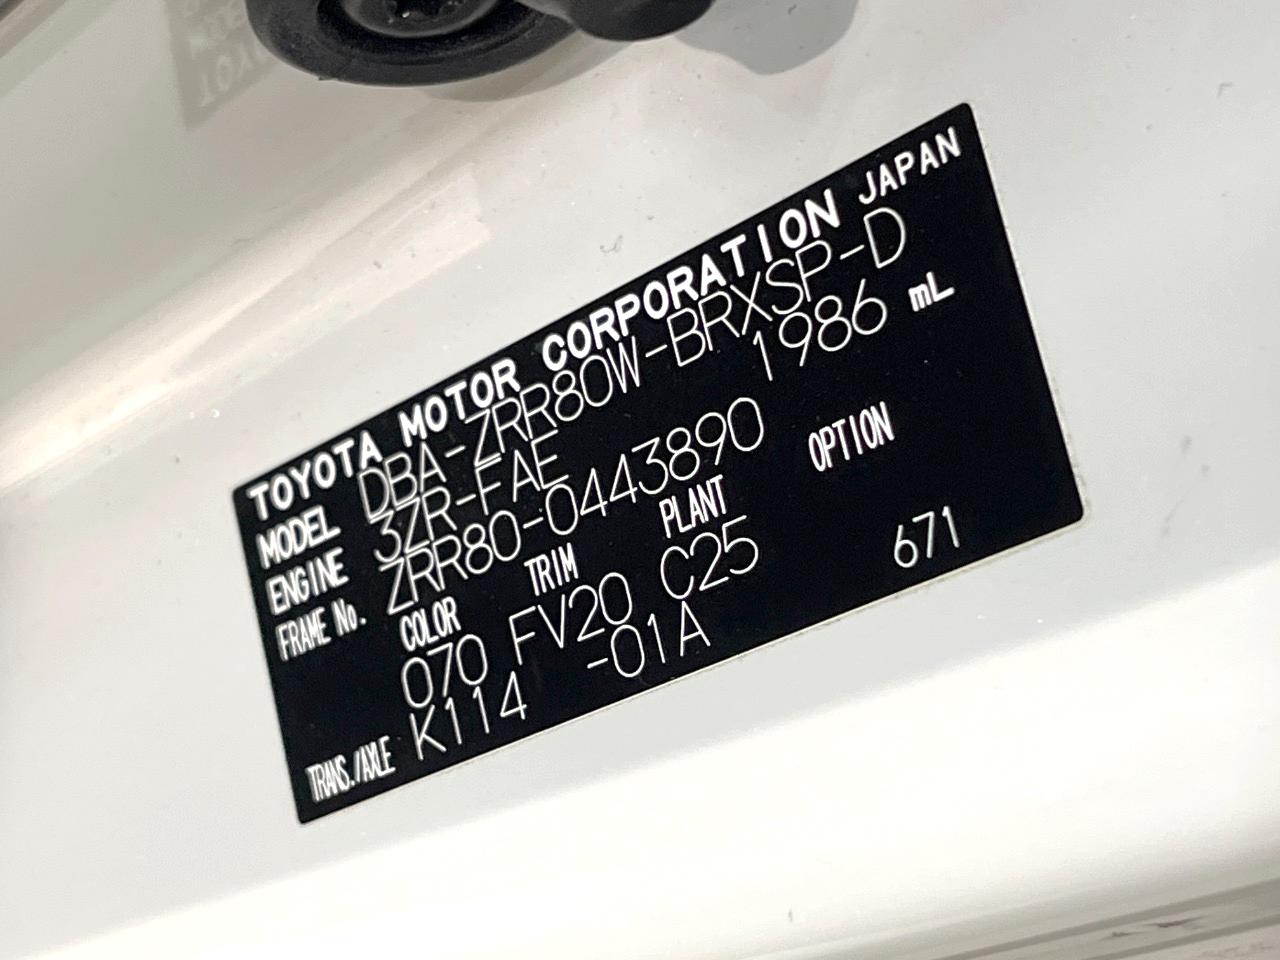 TOYOTA MOTOR CORPORATION JAPAN
MODEL DBA-ZRR80W-BRXSP-D
ENGINE 3ZR-FAE 1986 mL
FRAME No. ZRR80-0443890
COLOR TRIM PLANT OPTION
070 FV20 C25 671
TRANS./AXLE K114 -01A